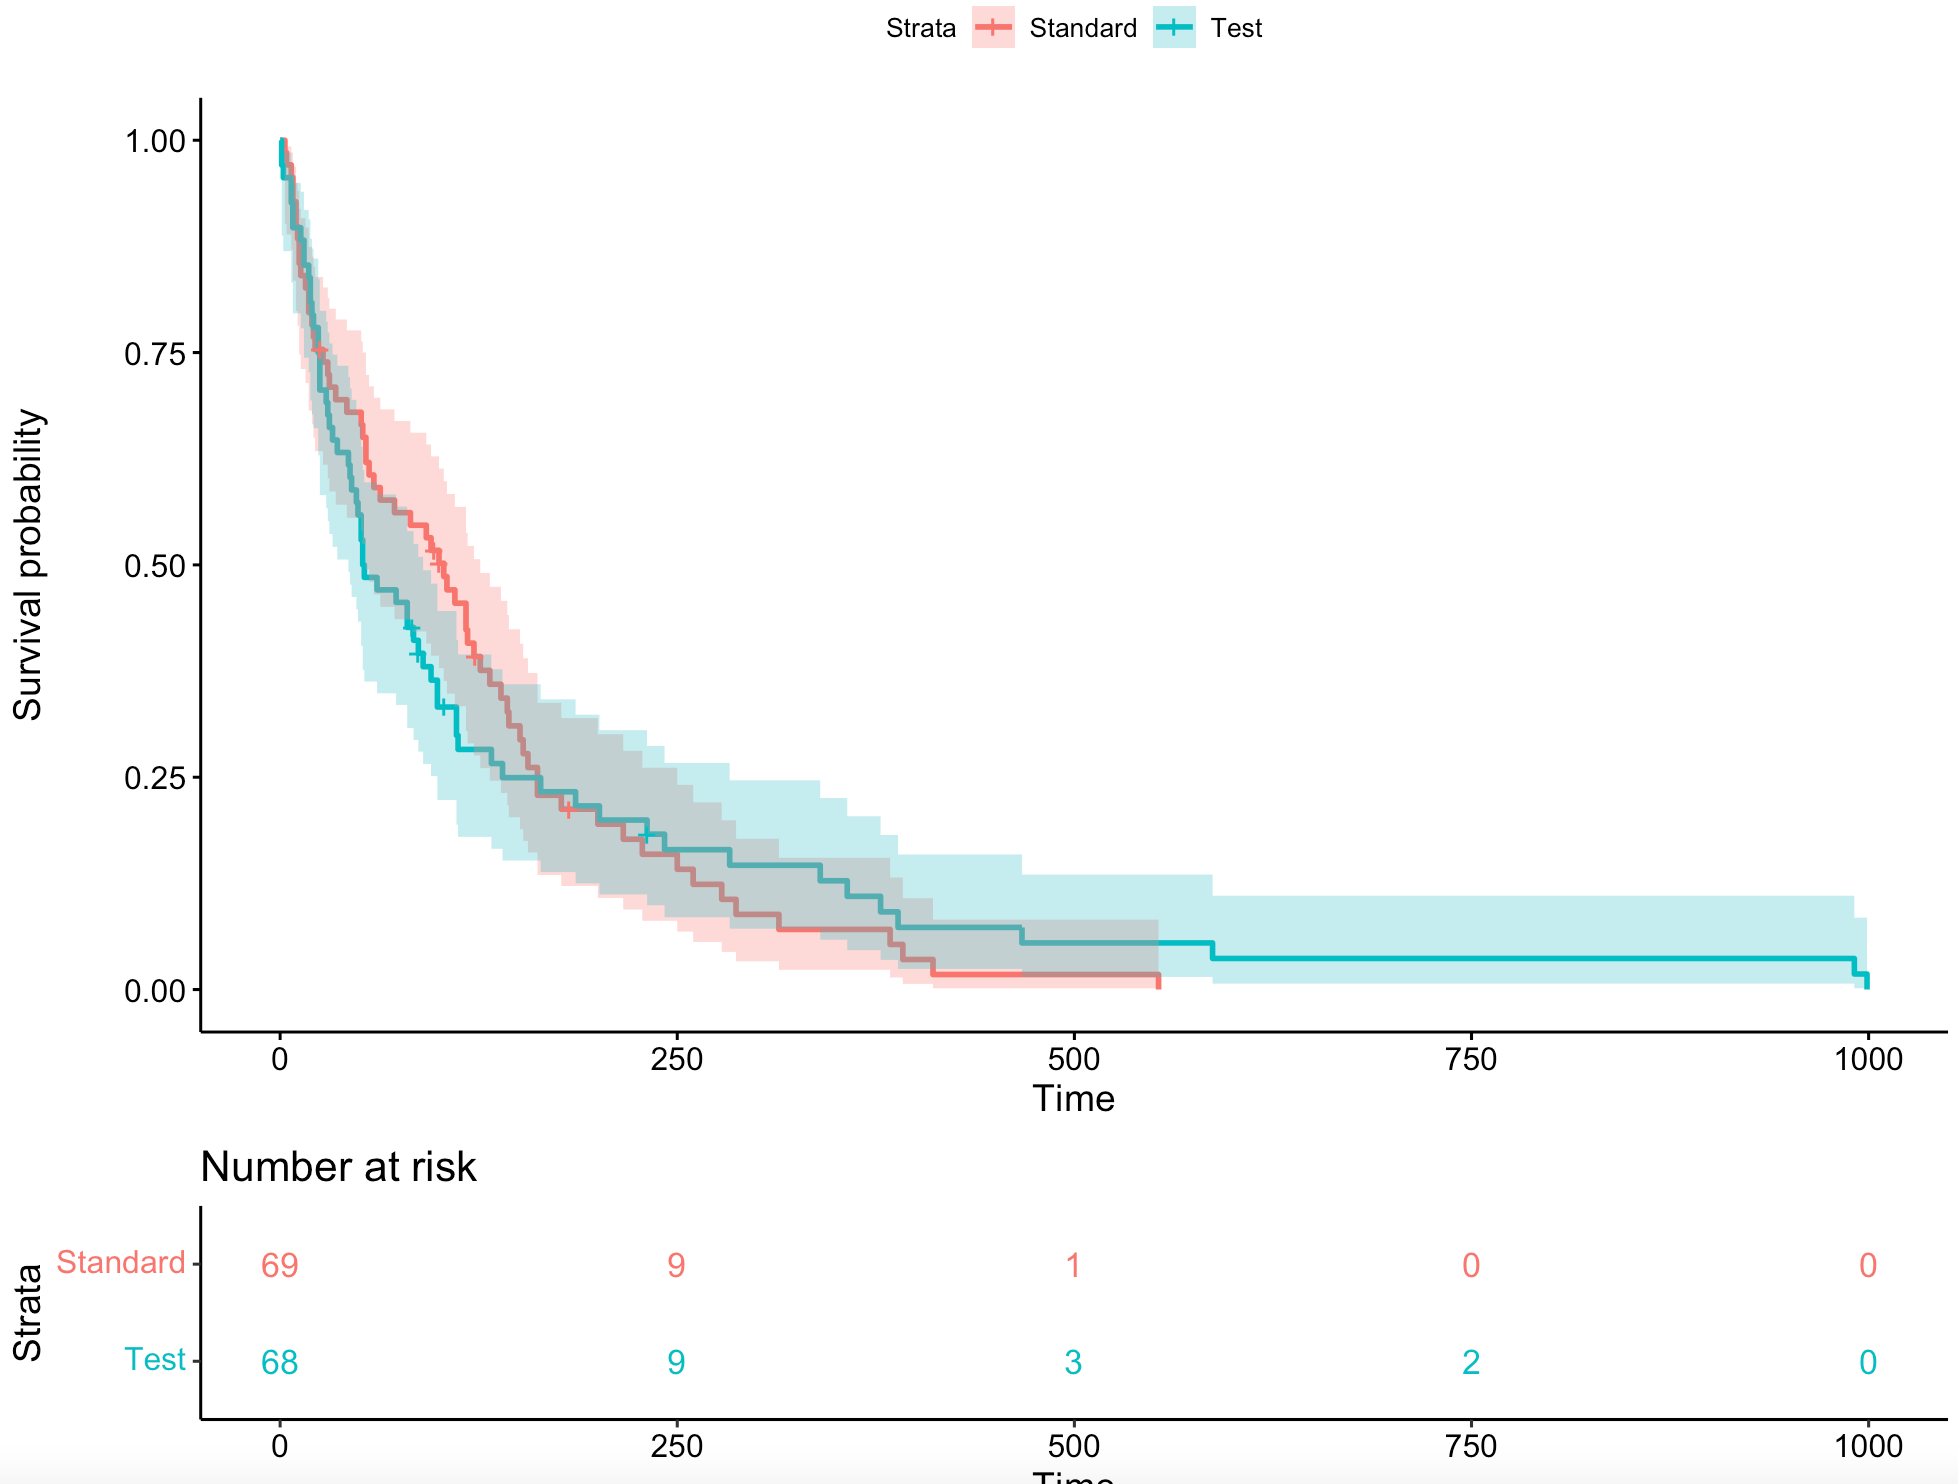 Strata Standard Test
Survival probability
1.00
0.75
0.50
0.25
0.00
0 250 500 750 1000
Time
Number at risk
Strata
Standard 69 9 1 0 0
Test 68 9 3 2 0
0 250 500 750 1000
Time